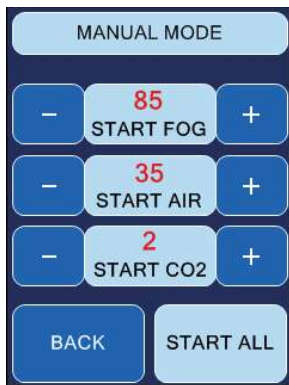 MANUAL MODE
85
- START FOG +
35
- START AIR +
2
- START CO2 +
BACK START ALL